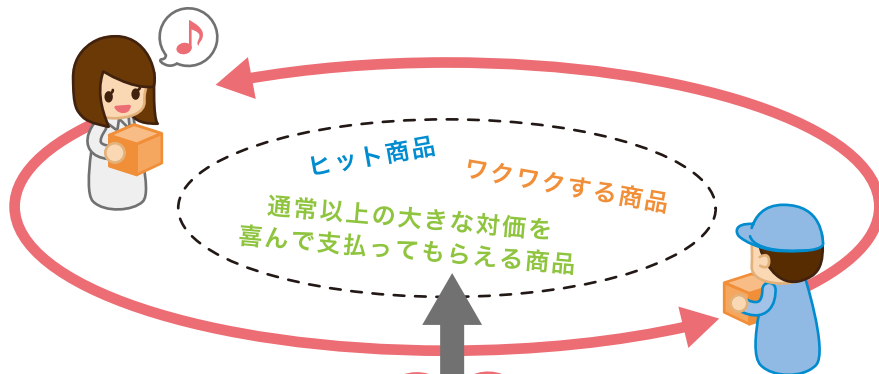 ヒット商品
ワクワクする商品
通常以上の大きな対価を
喜んで支払ってもらえる商品